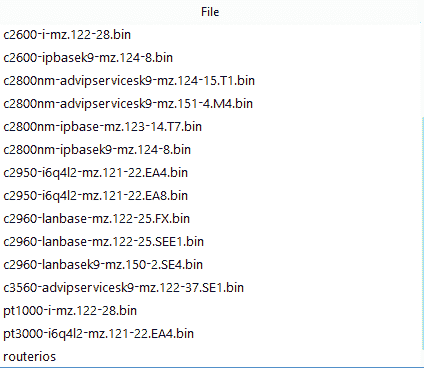 File
c2600-i-mz.122-28.bin
c2600-ipbasek9-mz.124-8.bin
c2800nm-advipservicesk9-mz.124-15.T1.bin
c2800nm-advipservicesk9-mz.151-4.M4.bin
c2800nm-ipbase-mz.123-14.T7.bin
c2800nm-ipbasek9-mz.124-8.bin
c2950-i6q4l2-mz.121-22.EA4.bin
c2950-i6q4l2-mz.121-22.EA8.bin
c2960-lanbase-mz.122-25.FX.bin
c2960-lanbase-mz.122-25.SEE1.bin
c2960-lanbasek9-mz.150-2.SE4.bin
c3560-advipservicesk9-mz.122-37.SE1.bin
pt1000-i-mz.122-28.bin
pt3000-i6q4l2-mz.121-22.EA4.bin
routerios